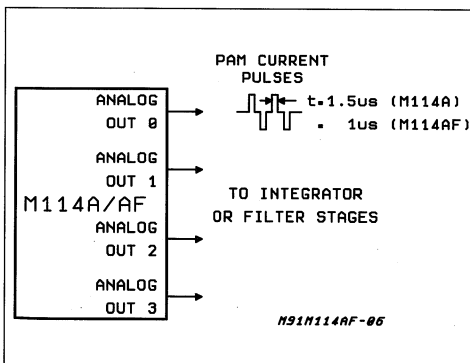 PAM CURRENT
PULSES
t=1.5us (M114A)
= 1us (M114AF)
ANALOG
OUT 0
ANALOG
OUT 1
M114A/AF
TO INTEGRATOR
OR FILTER STAGES
ANALOG
OUT 2
ANALOG
OUT 3
M91M114AF-06